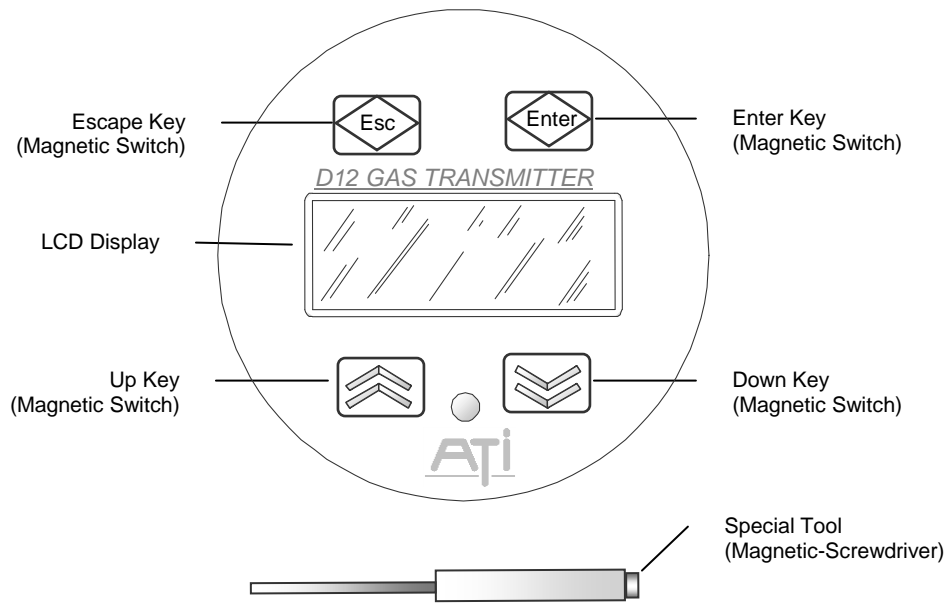 Esc
Enter
Escape Key
(Magnetic Switch)
Enter Key
(Magnetic Switch)
D12 GAS TRANSMITTER
LCD Display
Up Key
(Magnetic Switch)
Down Key
(Magnetic Switch)
ATi
Special Tool
(Magnetic-Screwdriver)